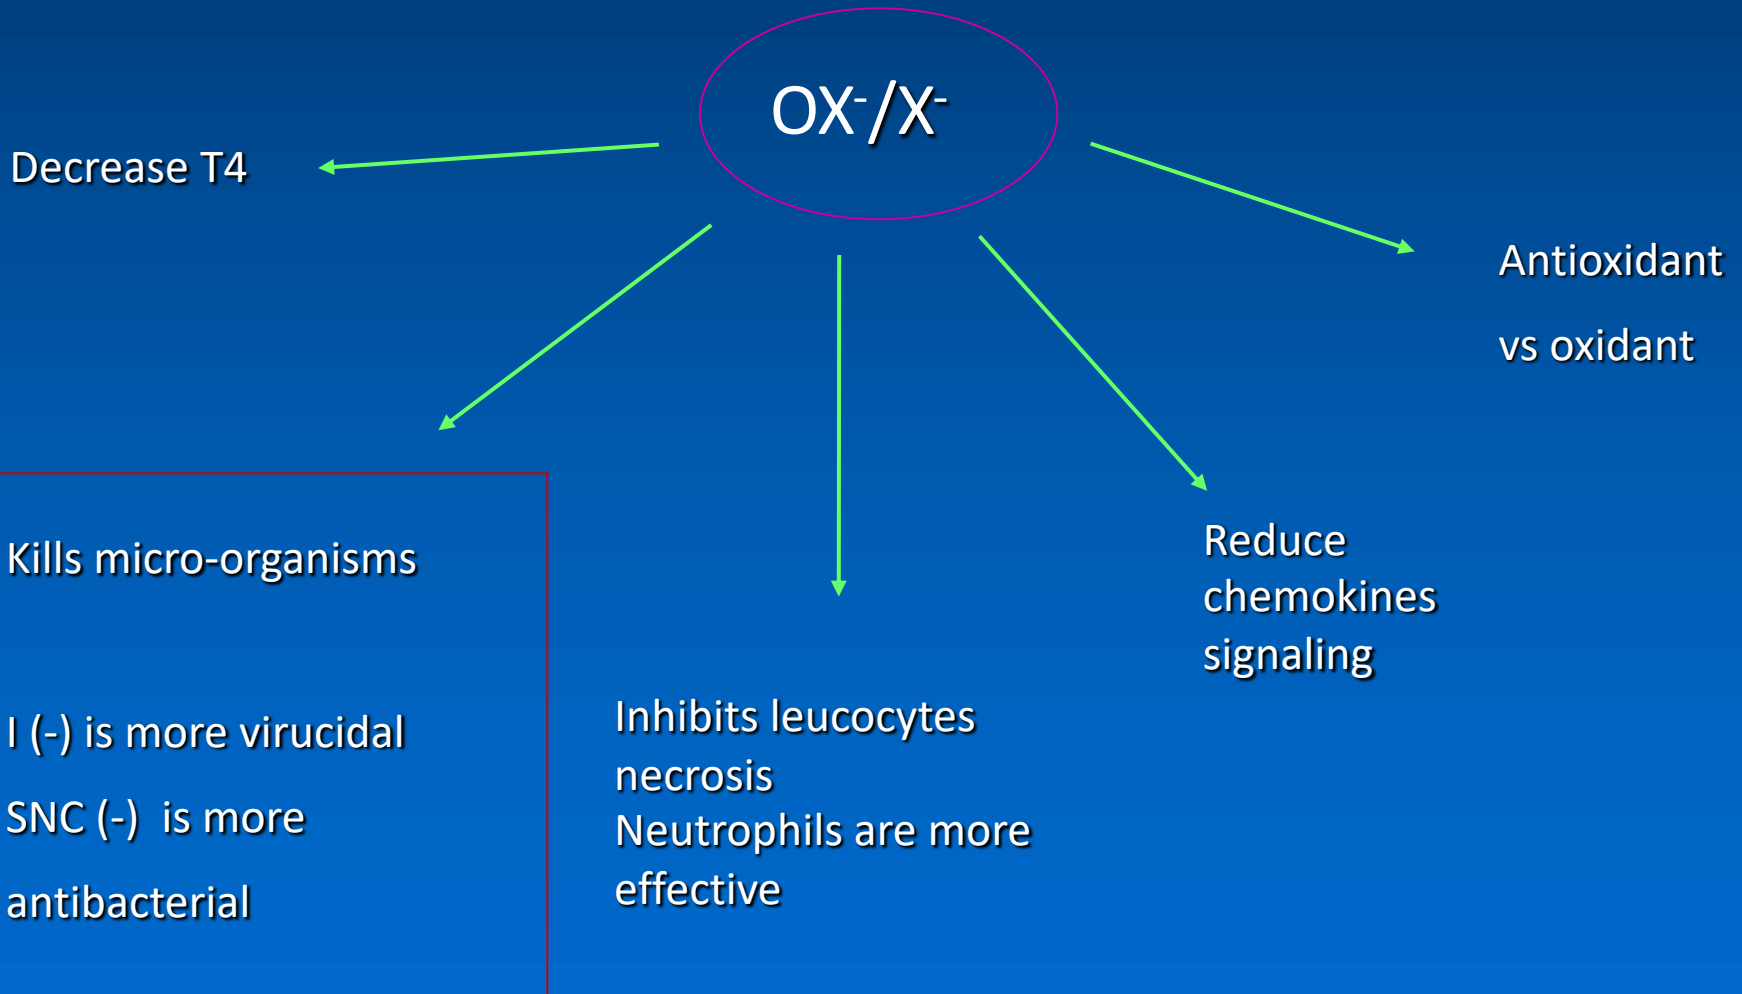 OX⁻/X⁻
Decrease T4
Antioxidant
vs oxidant
Kills micro-organisms
I (-) is more virucidal
SNC (-)  is more
antibacterial
Inhibits leucocytes
necrosis
Neutrophils are more
effective
Reduce
chemokines
signaling